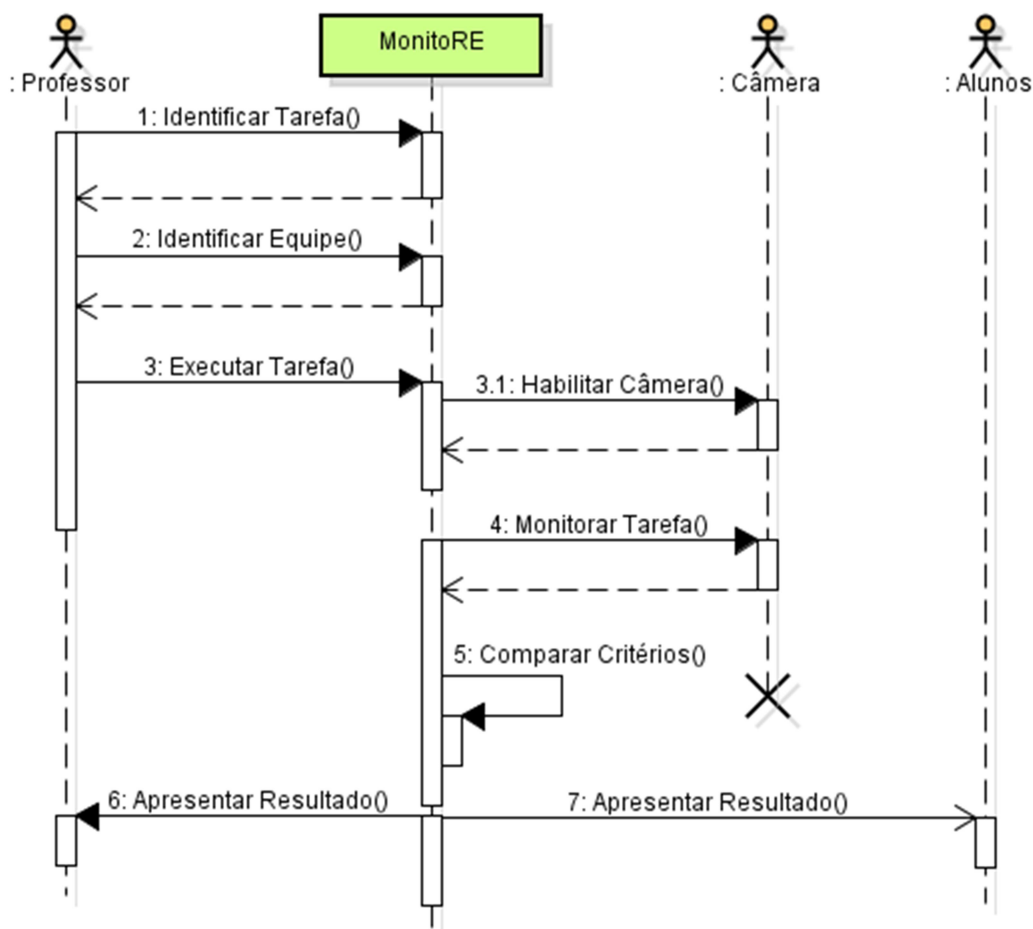 MonitoRE
: Professor
: Câmera
: Alunos
1: Identificar Tarefa()
2: Identificar Equipe()
3: Executar Tarefa()
3.1: Habilitar Câmera()
4: Monitorar Tarefa()
5: Comparar Critérios()
6: Apresentar Resultado()
7: Apresentar Resultado()